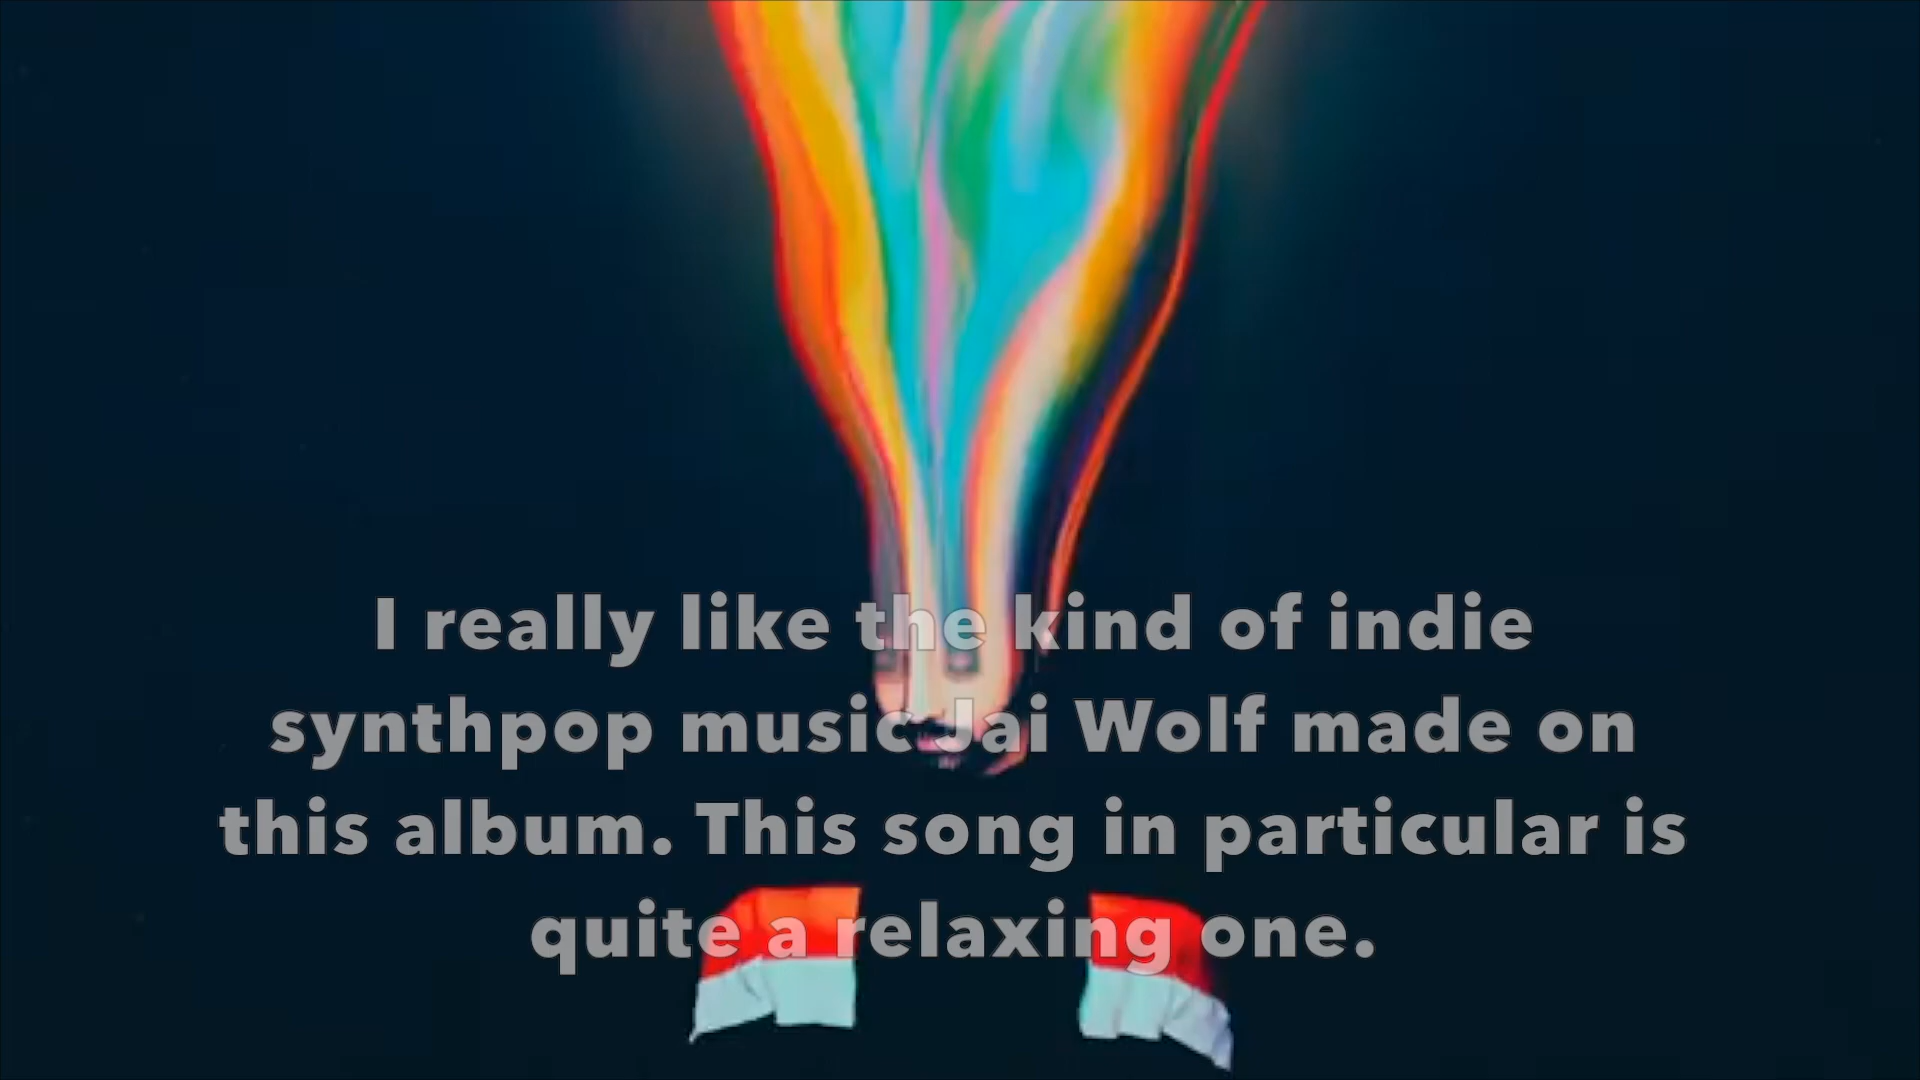 I really like the kind of indie
synthpop music Jai Wolf made on
this album. This song in particular is
quite a relaxing one.